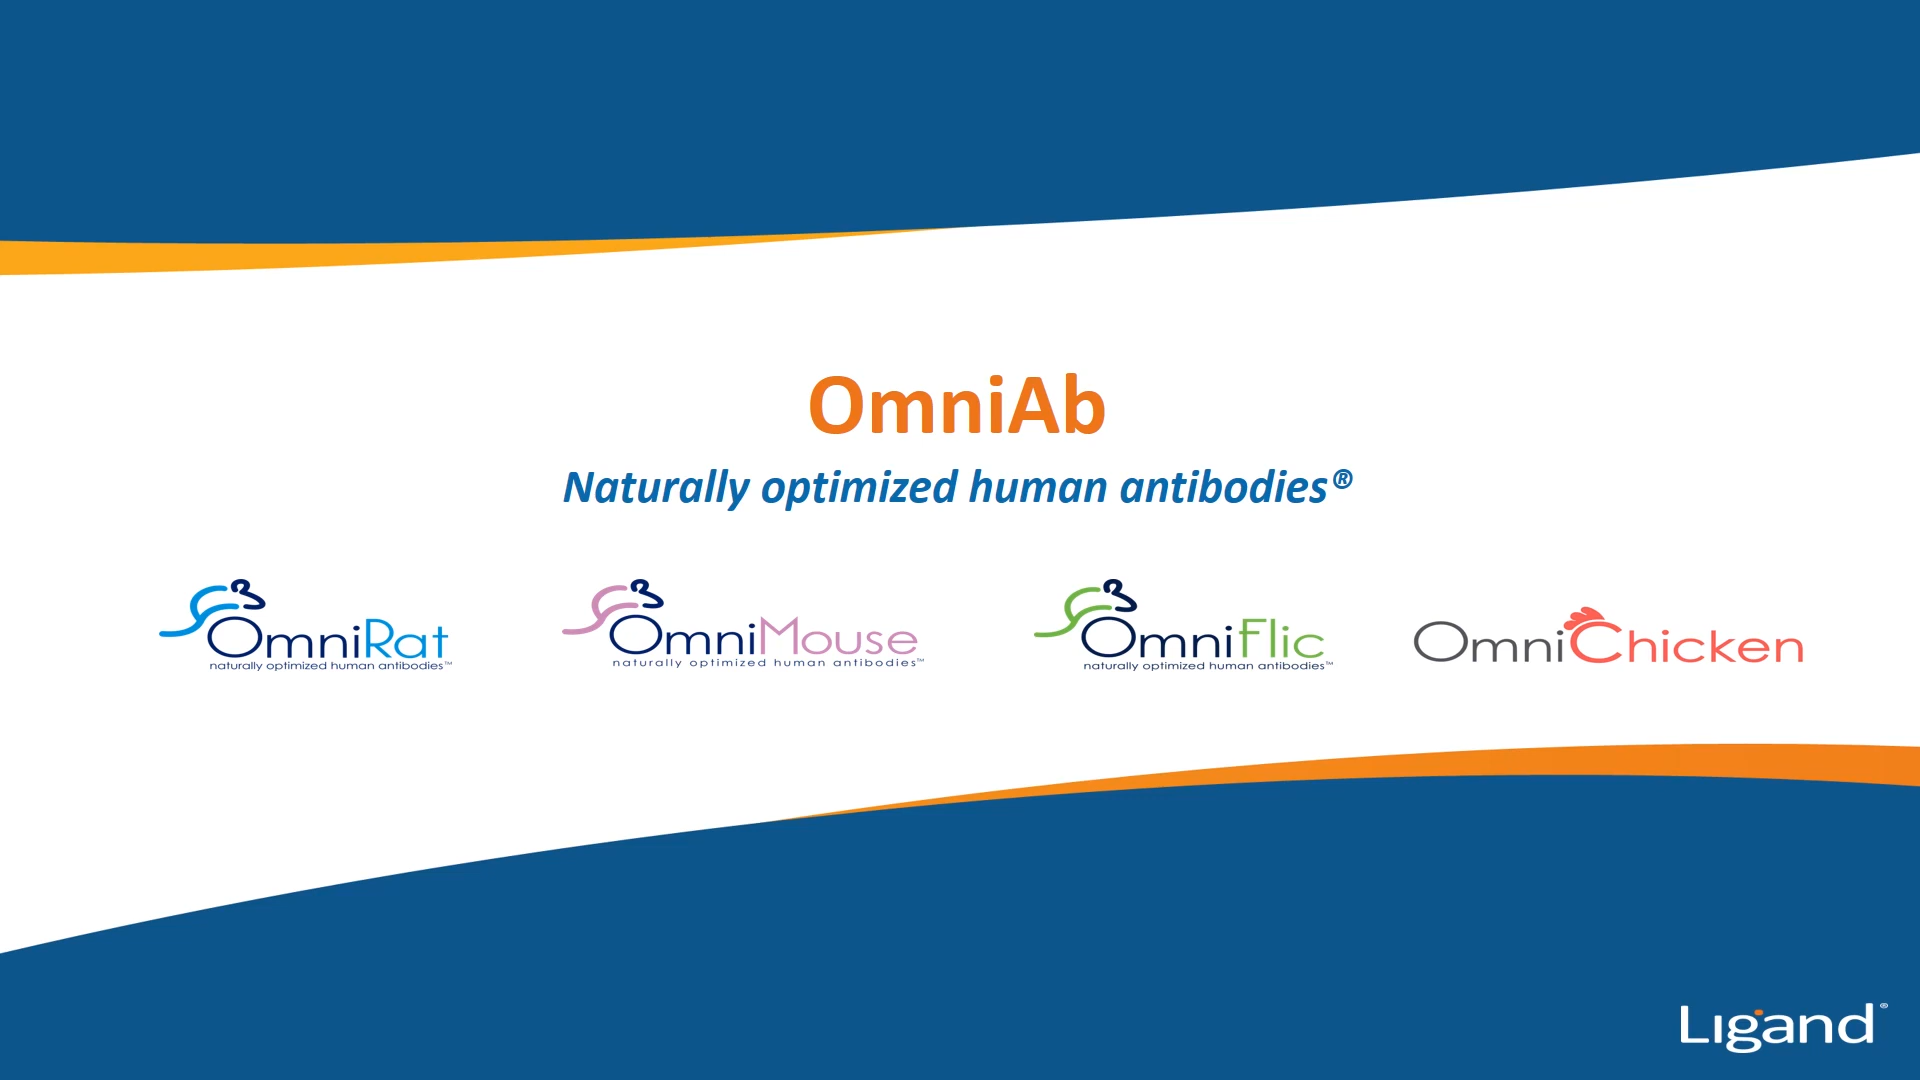 OmniAb
Naturally optimized human antibodies®
OmniRat
naturally optimized human antibodies™
OmniMouse
naturally optimized human antibodies™
OmniFlic
naturally optimized human antibodies™
OmniChicken
Ligand®